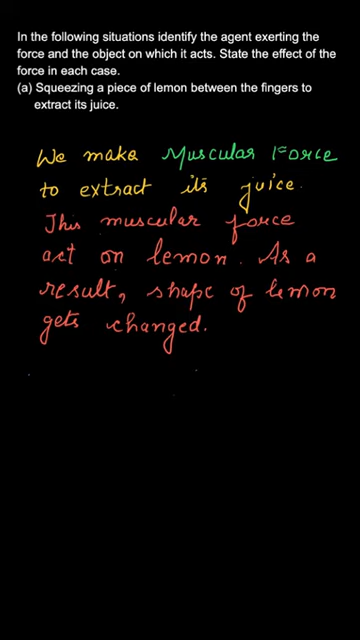 In the following situations identify the agent exerting the
force and the object on which it acts. State the effect of the
force in each case.
(a) Squeezing a piece of lemon between the fingers to
extract its juice.
We make Muscular Force
to extract its juice.
This muscular force
act on lemon. As a
result, shape of lemon
gets changed.